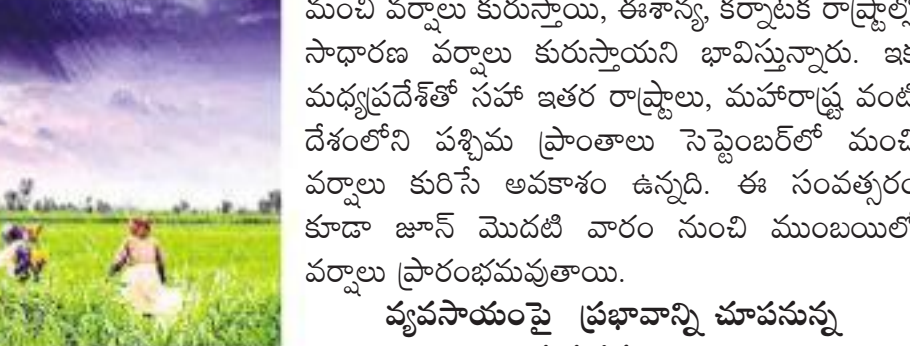 మంచి వర్షాలు కురుస్తాయి, ఈశాన్య, కర్ణాటక రాష్ట్రాల్లో
సాధారణ వర్షాలు కురుస్తాయని భావిస్తున్నారు. ఇక
మధ్యప్రదేశ్‌తో సహా ఇతర రాష్ట్రాలు, మహారాష్ట్ర వంటి
దేశంలోని పశ్చిమ ప్రాంతాలు సెప్టెంబర్‌లో మంచి
వర్షాలు కురిసే అవకాశం ఉన్నది. ఈ సంవత్సరం
కూడా జూన్ మొదటి వారం నుంచి ముంబయిలో
వర్షాలు ప్రారంభమవుతాయి.
వ్యవసాయంపై ప్రభావాన్ని చూపనున్న